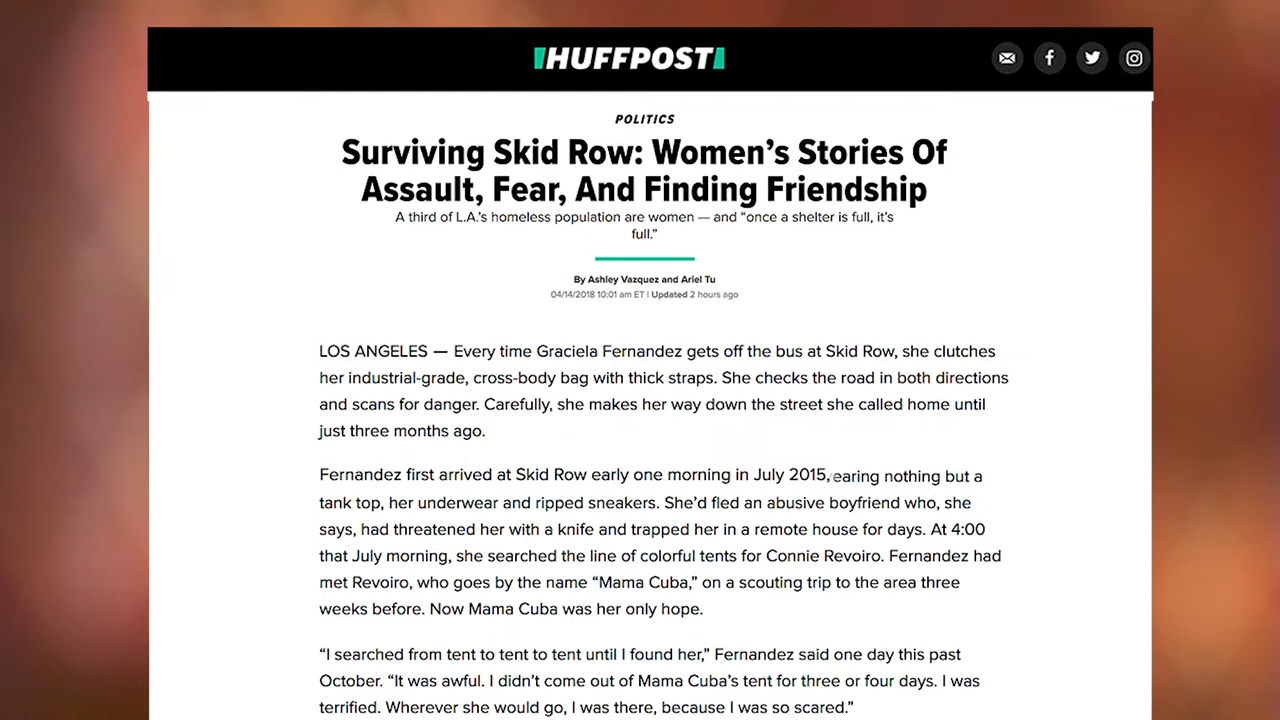 HUFFPOST
POLITICS
Surviving Skid Row: Women’s Stories Of
Assault, Fear, And Finding Friendship
A third of L.A.’s homeless population are women — and “once a shelter is full, it’s
full.”
By Ashley Vazquez and Ariel Tu
04/14/2018 10:01 am ET | Updated 2 hours ago
LOS ANGELES — Every time Graciela Fernandez gets off the bus at Skid Row, she clutches
her industrial-grade, cross-body bag with thick straps. She checks the road in both directions
and scans for danger. Carefully, she makes her way down the street she called home until
just three months ago.
Fernandez first arrived at Skid Row early one morning in July 2015, earing nothing but a
tank top, her underwear and ripped sneakers. She’d fled an abusive boyfriend who, she
says, had threatened her with a knife and trapped her in a remote house for days. At 4:00
that July morning, she searched the line of colorful tents for Connie Revoiro. Fernandez had
met Revoiro, who goes by the name “Mama Cuba,” on a scouting trip to the area three
weeks before. Now Mama Cuba was her only hope.
“I searched from tent to tent to tent until I found her,” Fernandez said one day this past
October. “It was awful. I didn’t come out of Mama Cuba’s tent for three or four days. I was
terrified. Wherever she would go, I was there, because I was so scared.”